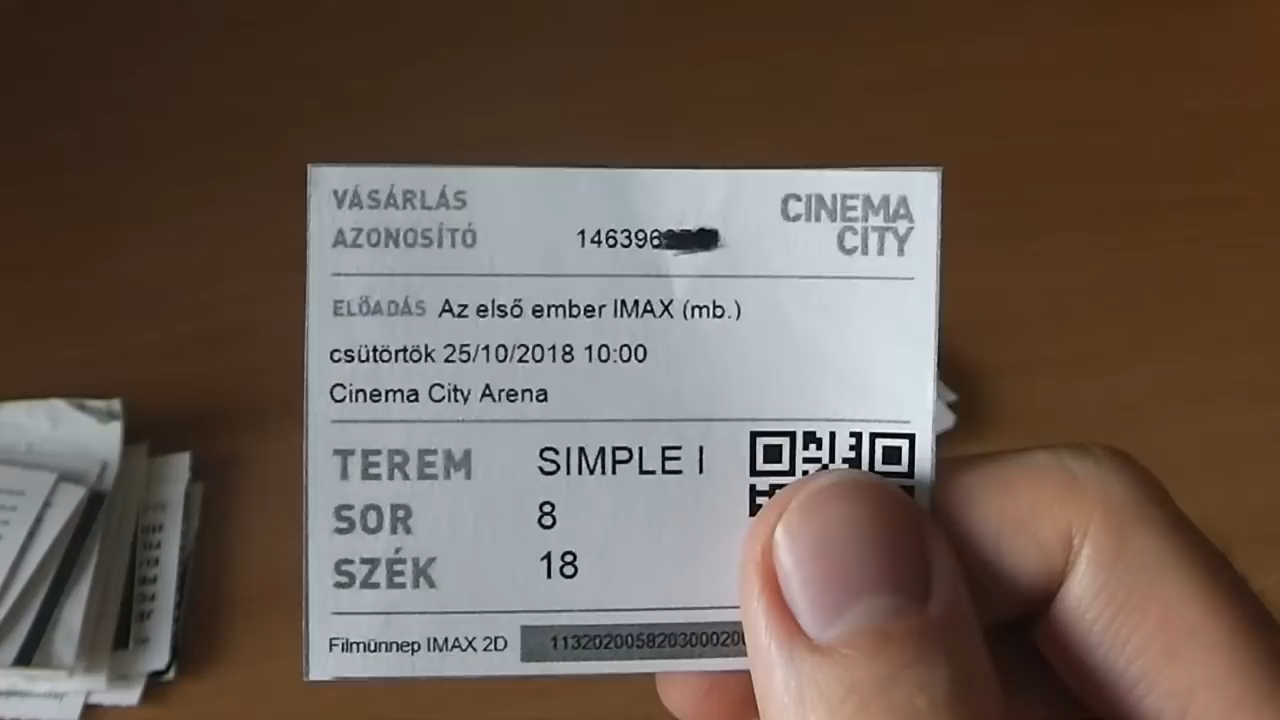 VÁSÁRLÁS
AZONOSÍTÓ 146396
CINEMA
CITY
ELŐADÁS Az első ember IMAX (mb.)
csütörtök 25/10/2018 10:00
Cinema City Arena
TEREM SIMPLE I
SOR 8
SZÉK 18
Filmünnep IMAX 2D 1132020058203000200